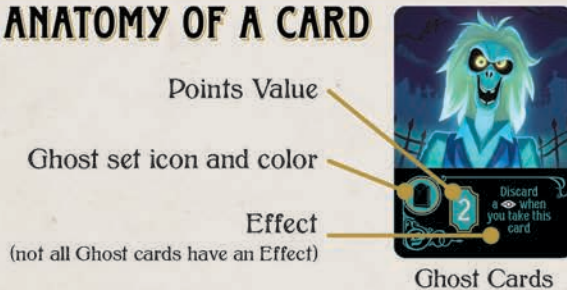 ANATOMY OF A CARD
Points Value
Ghost set icon and color
Effect
(not all Ghost cards have an Effect)
2
Discard
a when
you take this
card
Ghost Cards